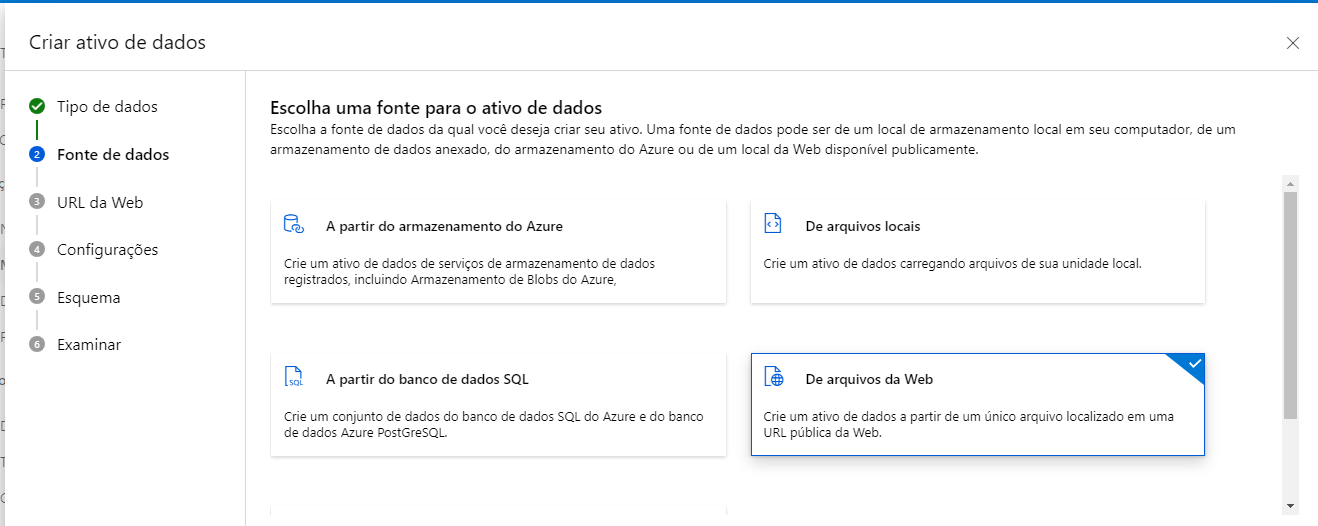 Criar ativo de dados
Tipo de dados
2 Fonte de dados
3 URL da Web
4 Configurações
5 Esquema
6 Examinar
Escolha uma fonte para o ativo de dados
Escolha a fonte de dados da qual você deseja criar seu ativo. Uma fonte de dados pode ser de um local de armazenamento local em seu computador, de um
armazenamento de dados anexado, do armazenamento do Azure ou de um local da Web disponível publicamente.
A partir do armazenamento do Azure
Crie um ativo de dados de serviços de armazenamento de dados
registrados, incluindo Armazenamento de Blobs do Azure,
De arquivos locais
Crie um ativo de dados carregando arquivos de sua unidade local.
SQL
A partir do banco de dados SQL
Crie um conjunto de dados do banco de dados SQL do Azure e do banco
de dados Azure PostGreSQL.
De arquivos da Web
Crie um ativo de dados a partir de um único arquivo localizado em uma
URL pública da Web.